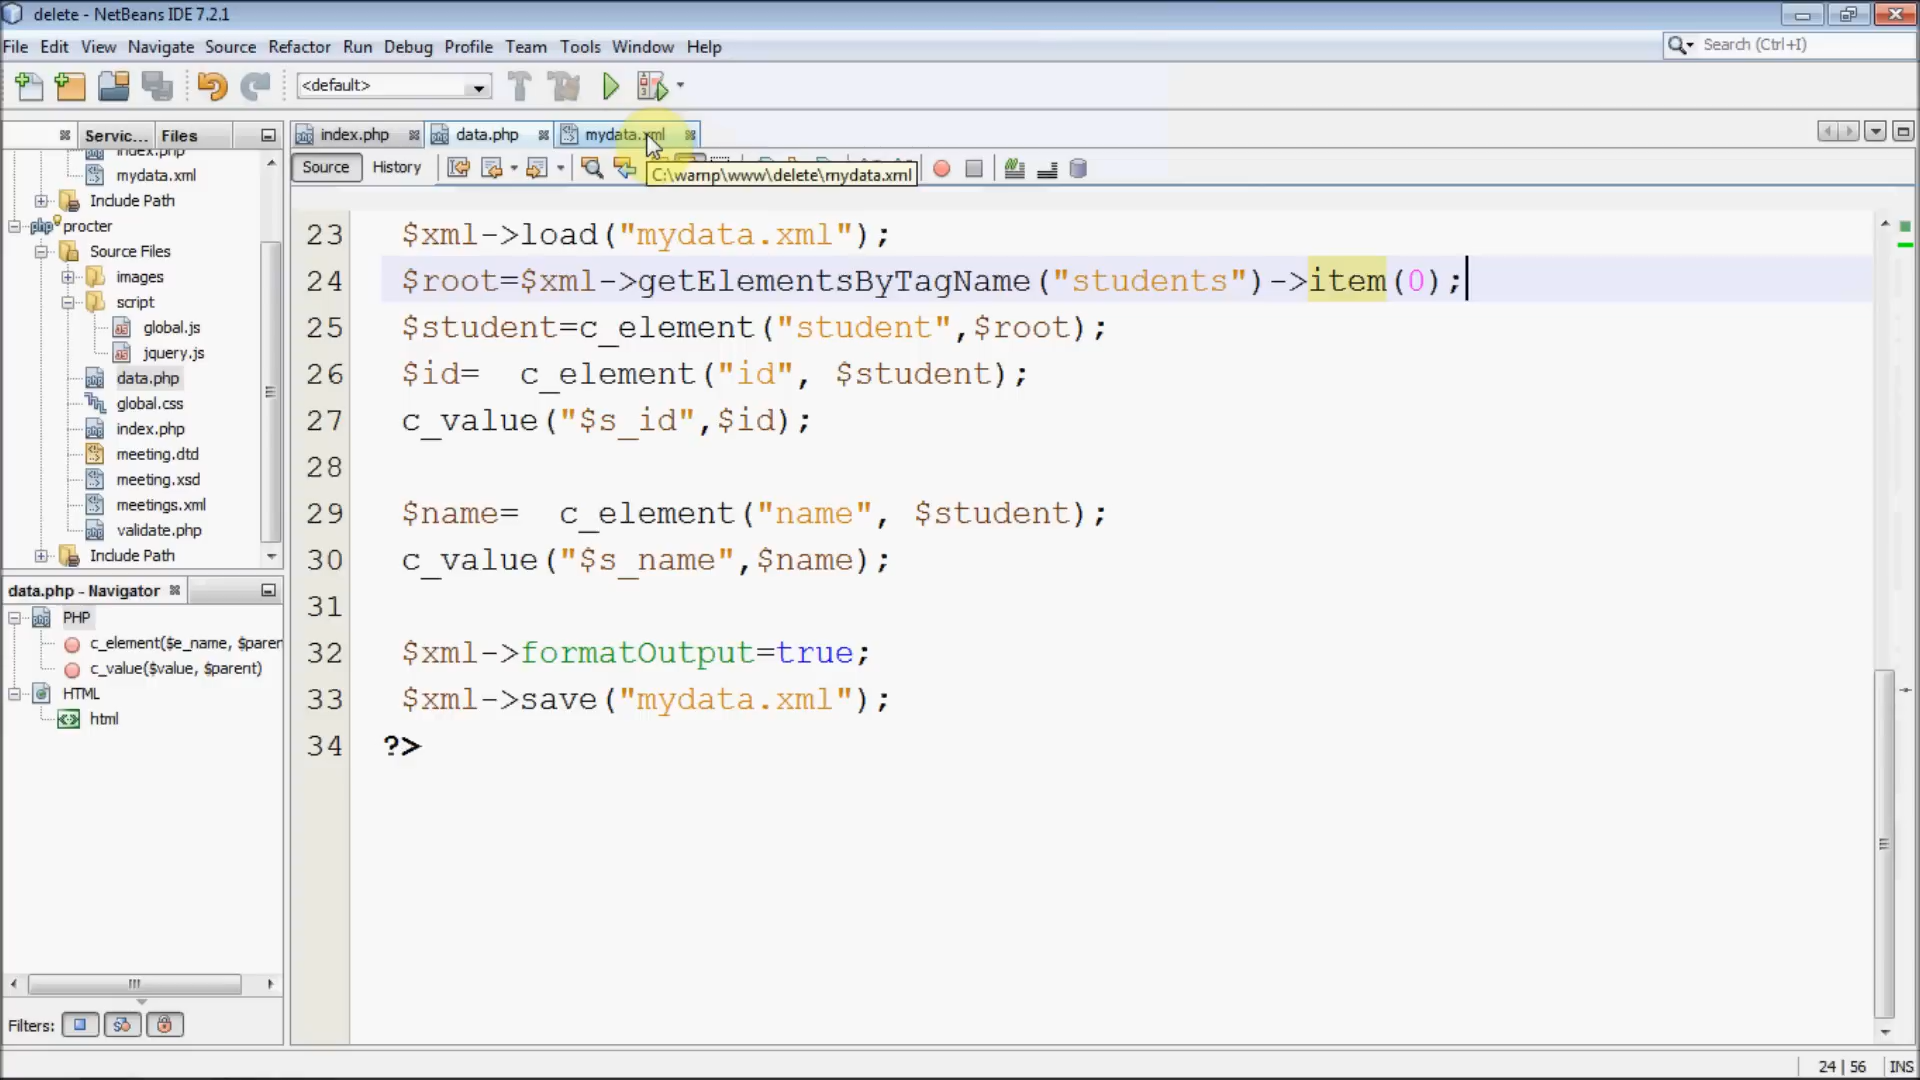 delete - NetBeans IDE 7.2.1
File Edit View Navigate Source Refactor Run Debug Profile Team Tools Window Help
Search (Ctrl+I)
<default>
Servic... Files
index.php data.php mydata.xml
Source History
C:\wamp\www\delete\mydata.xml
index.php
mydata.xml
Include Path
procter
Source Files
images
script
global.js
jquery.js
data.php
global.css
index.php
meeting.dtd
meeting.xsd
meetings.xml
validate.php
Include Path
data.php - Navigator
PHP
c_element($e_name, $paren
c_value($value, $parent)
HTML
html
Filters:
23 $xml->load("mydata.xml");
24 $root=$xml->getElementsByTagName("students")->item(0);
25 $student=c_element("student",$root);
26 $id= c_element("id", $student);
27 c_value("$s_id",$id);
28
29 $name= c_element("name", $student);
30 c_value("$s_name",$name);
31
32 $xml->formatOutput=true;
33 $xml->save("mydata.xml");
34 ?>
24 | 56 INS